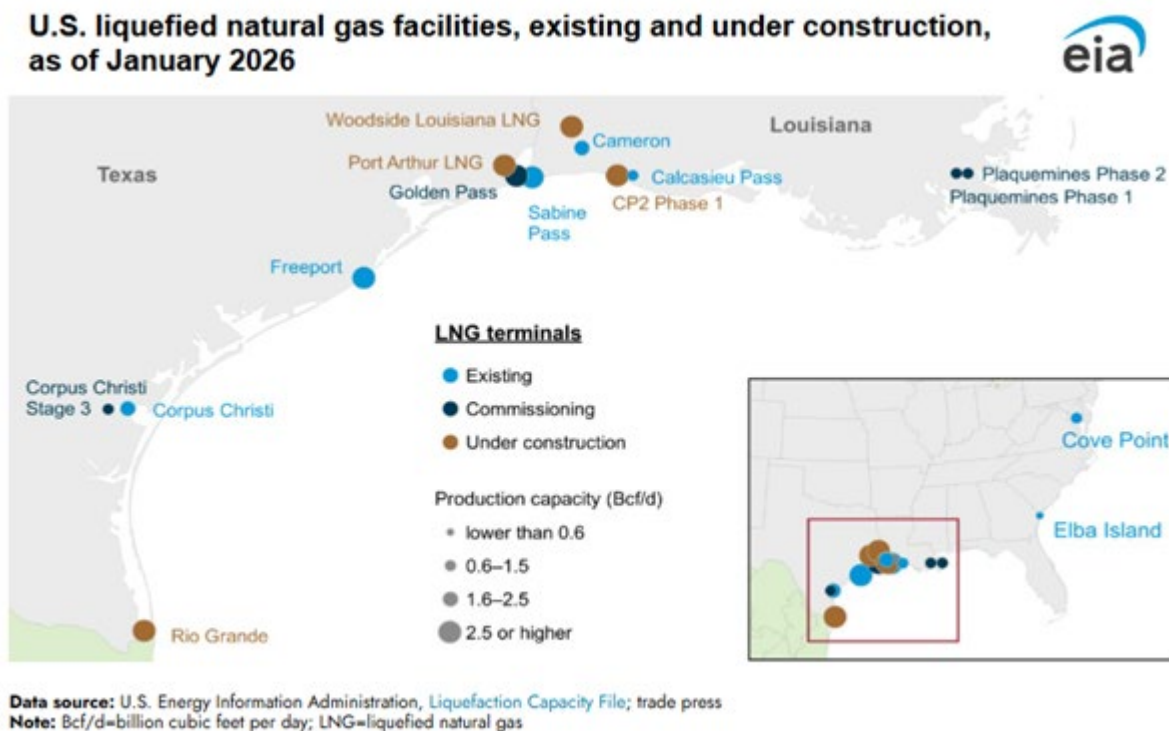 U.S. liquefied natural gas facilities, existing and under construction,
as of January 2026
eia
Woodside Louisiana LNG
Louisiana
Cameron
Port Arthur LNG
Texas
Golden Pass
Calcasieu Pass
Plaquemines Phase 2
Plaquemines Phase 1
CP2 Phase 1
Sabine
Pass
Freeport
LNG terminals
Existing
Commissioning
Under construction
Corpus Christi
Stage 3
Corpus Christi
Production capacity (Bcf/d)
lower than 0.6
0.6–1.5
1.6–2.5
2.5 or higher
Cove Point
Elba Island
Rio Grande
Data source: U.S. Energy Information Administration, Liquefaction Capacity File; trade press
Note: Bcf/d=billion cubic feet per day; LNG=liquefied natural gas